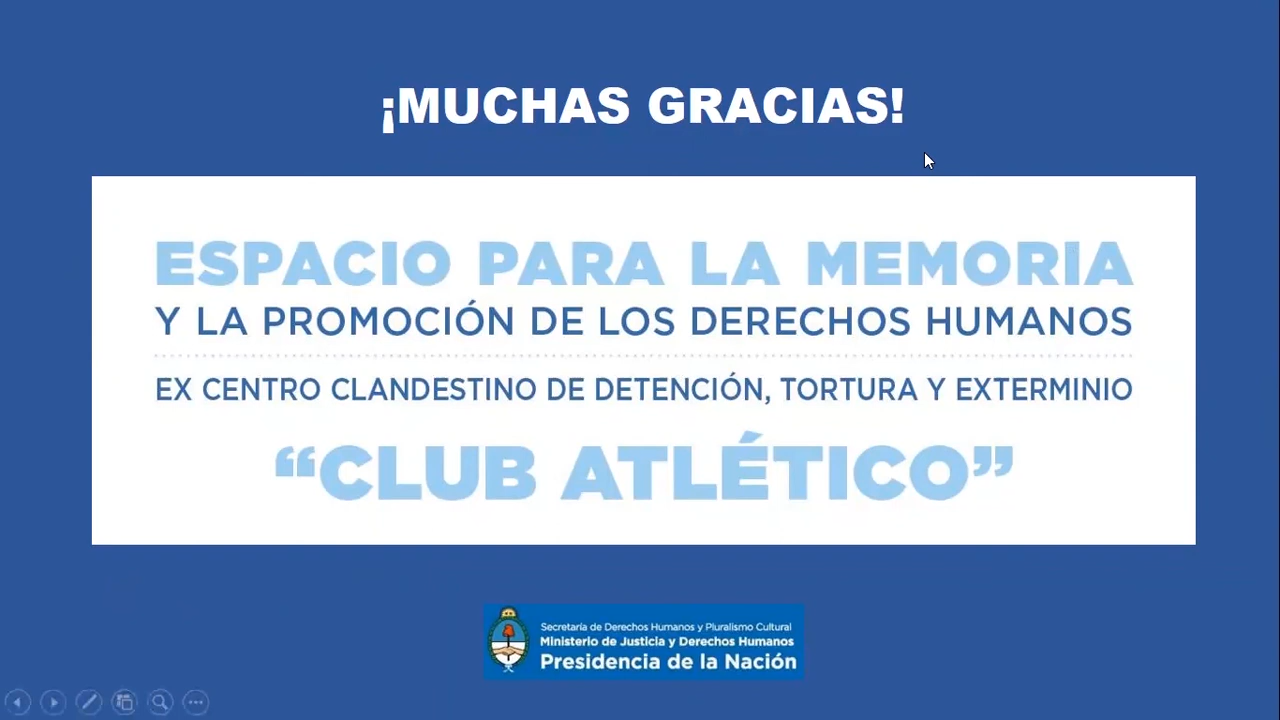 ¡MUCHAS GRACIAS!
ESPACIO PARA LA MEMORIA
Y LA PROMOCIÓN DE LOS DERECHOS HUMANOS
EX CENTRO CLANDESTINO DE DETENCIÓN, TORTURA Y EXTERMINIO
“CLUB ATLÉTICO”
Secretaría de Derechos Humanos y Pluralismo Cultural
Ministerio de Justicia y Derechos Humanos
Presidencia de la Nación